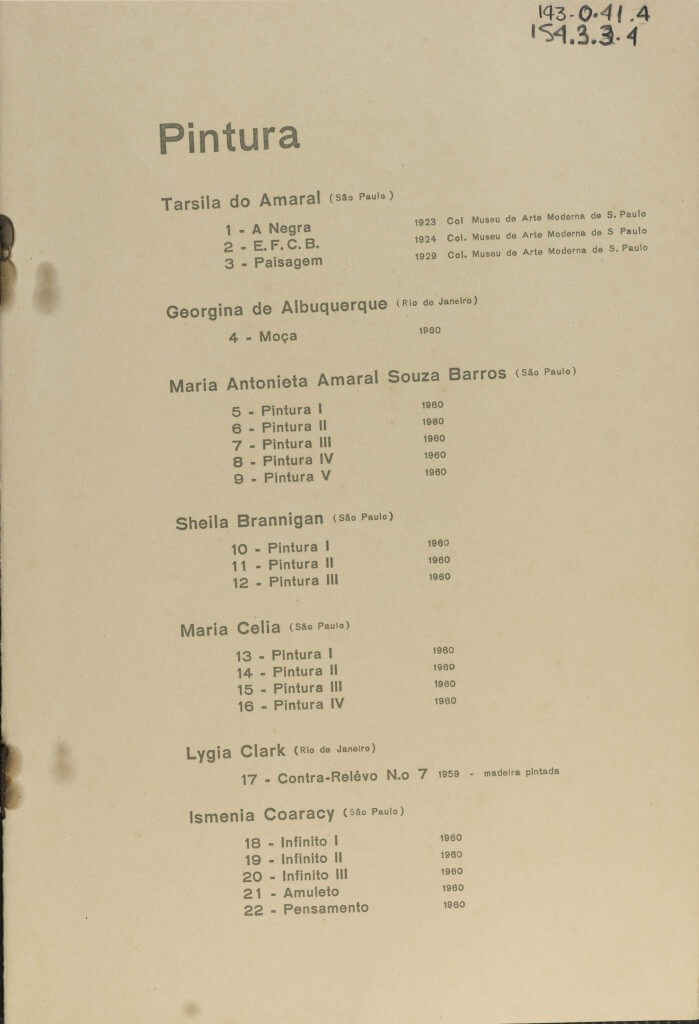 193-0.41.4
154.3.3.4
Pintura
Tarsila do Amaral (São Paulo)
1 - A Negra 1923 Col Museu de Arte Moderna de S. Paulo
2 - E.F.C.B. 1924 Col. Museu de Arte Moderna de S Paulo
3 - Paisagem 1929 Col. Museu de Arte Moderna de S. Paulo
Georgina de Albuquerque (Rio de Janeiro)
4 - Moça 1960
Maria Antonieta Amaral Souza Barros (São Paulo)
5 - Pintura I 1960
6 - Pintura II 1960
7 - Pintura III 1960
8 - Pintura IV 1960
9 - Pintura V 1960
Sheila Brannigan (São Paulo)
10 - Pintura I 1960
11 - Pintura II 1960
12 - Pintura III 1960
Maria Celia (São Paulo)
13 - Pintura I 1960
14 - Pintura II 1960
15 - Pintura III 1960
16 - Pintura IV 1960
Lygia Clark (Rio de Janeiro)
17 - Contra-Relêvo N.o 7 1959 - madeira pintada
Ismenia Coaracy (São Paulo)
18 - Infinito I 1960
19 - Infinito II 1960
20 - Infinito III 1960
21 - Amuleto 1960
22 - Pensamento 1960